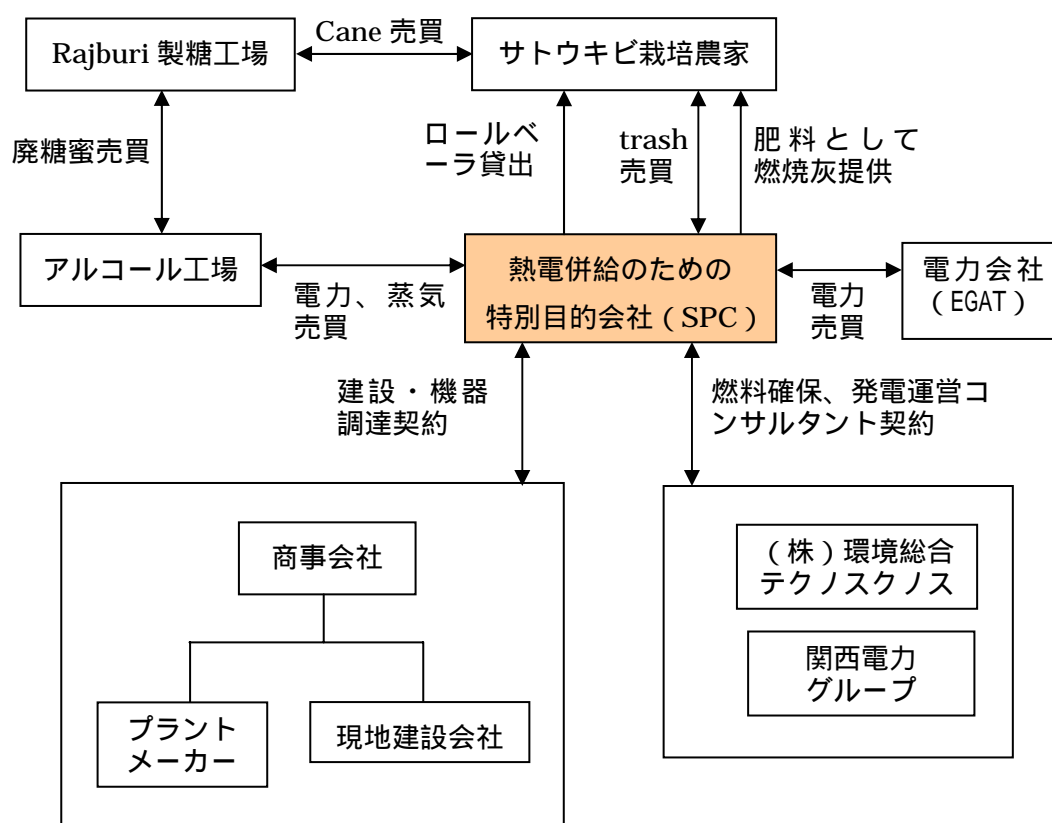 Cane 売買
Rajburi 製糖工場
サトウキビ栽培農家
廃糖蜜売買
ロールベ
ーラ貸出
trash
売買
肥料として
燃焼灰提供
アルコール工場
電力、蒸気
売買
熱電併給のための
特別目的会社(SPC)
電力
売買
電力会社
(EGAT)
建設・機器
調達契約
燃料確保、発電運営コ
ンサルタント契約
商事会社
プラント
メーカー
現地建設会社
(株)環境総合
テクノスクノス
関西電力
グループ